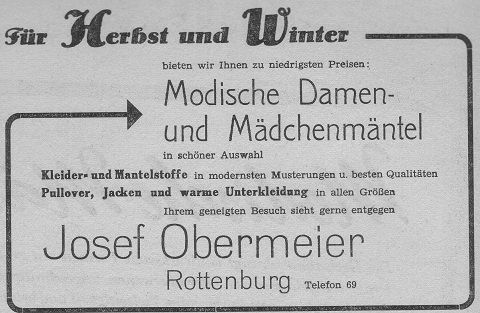 Für Herbst und Winter
bieten wir Ihnen zu niedrigsten Preisen:
Modische Damen-
und Mädchenmäntel
in schöner Auswahl
Kleider- und Mantelstoffe in modernsten Musterungen u. besten Qualitäten
Pullover, Jacken und warme Unterkleidung in allen Größen
Ihrem geneigten Besuch sieht gerne entgegen
Josef Obermeier
Rottenburg Telefon 69